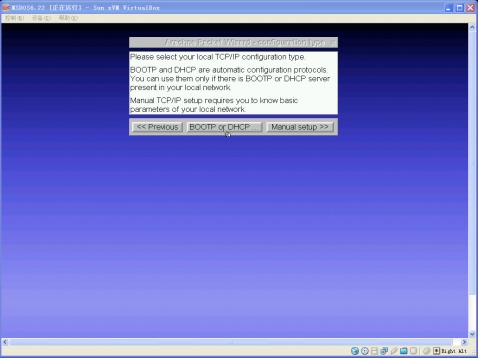 MSDOS6.22 [正在运行] - Sun xVM VirtualBox
控制(M) 设备(D) 帮助(H)
Arachne Packet Wizard - configuration type
Please select your local TCP/IP configuration type.
BOOTP and DHCP are automatic configuration protocols.
You can use them only if there is BOOTP or DHCP server
present in your local network.
Manual TCP/IP setup requires you to know basic
parameters of your local network.
<< Previous BOOTP or DHCP ... Manual setup >>
Right Alt